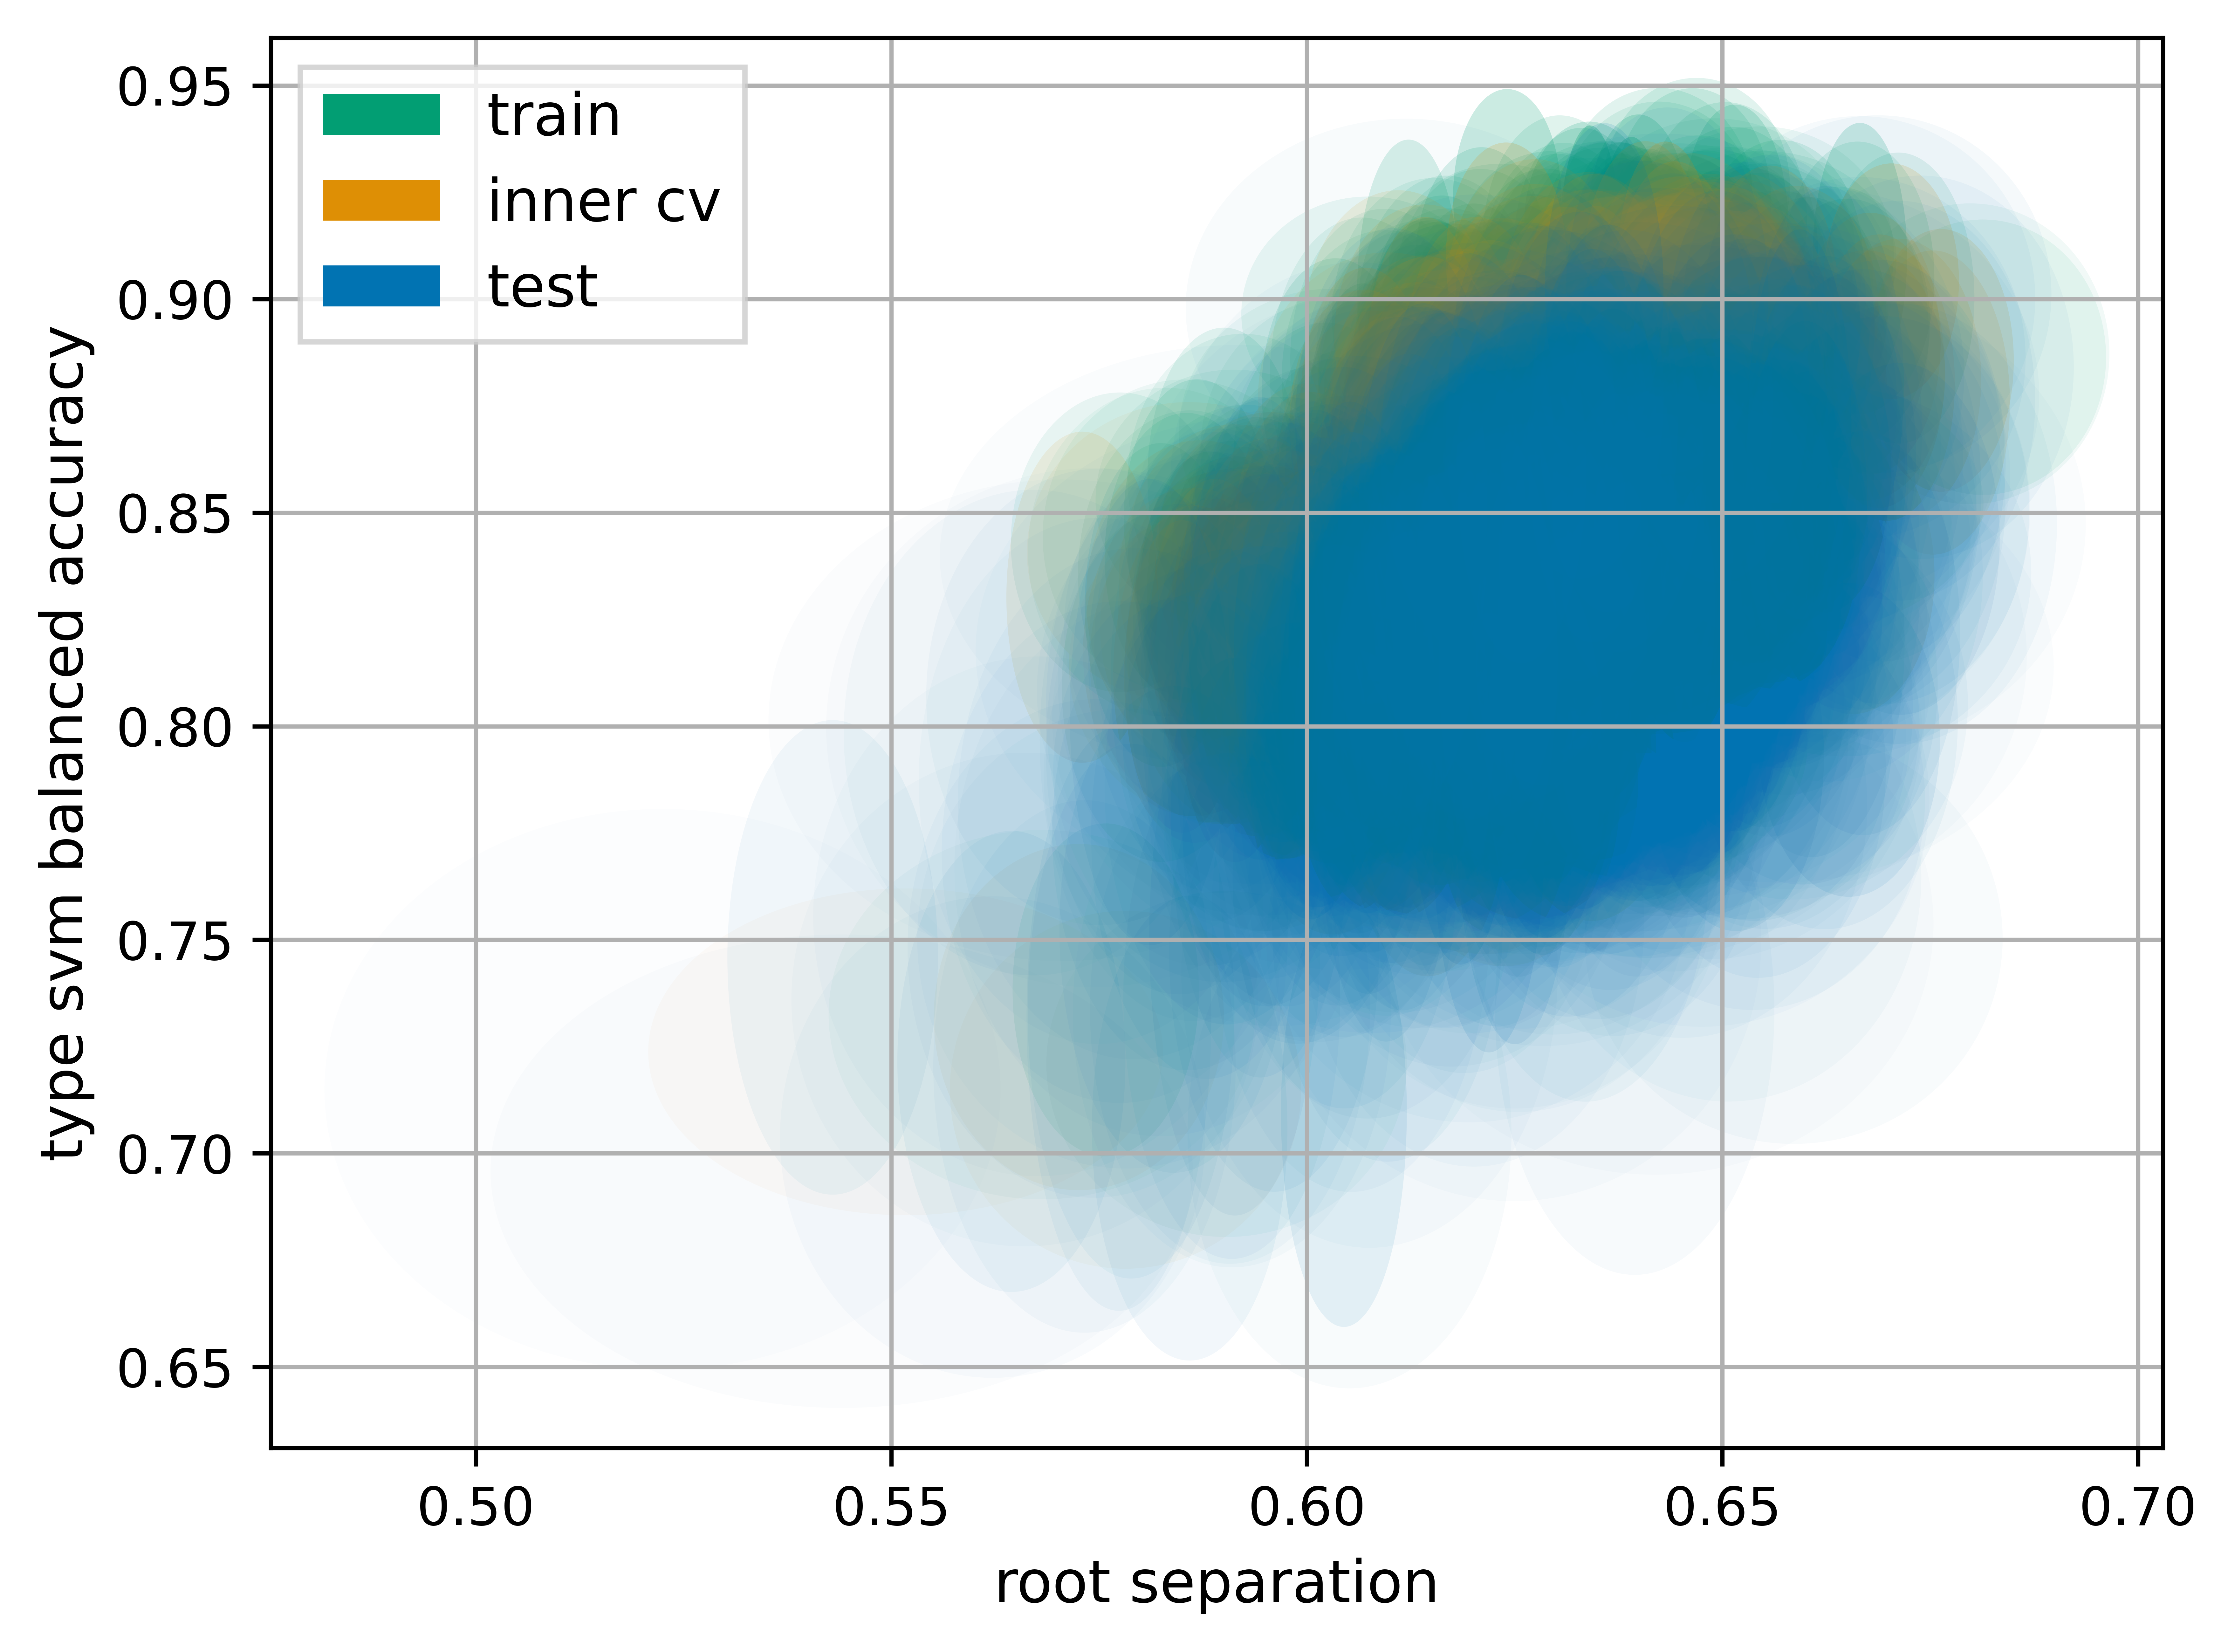 train
inner cv
test
0.95
0.90
0.85
0.80
0.75
0.70
0.65
type svm balanced accuracy
0.50 0.55 0.60 0.65 0.70
root separation